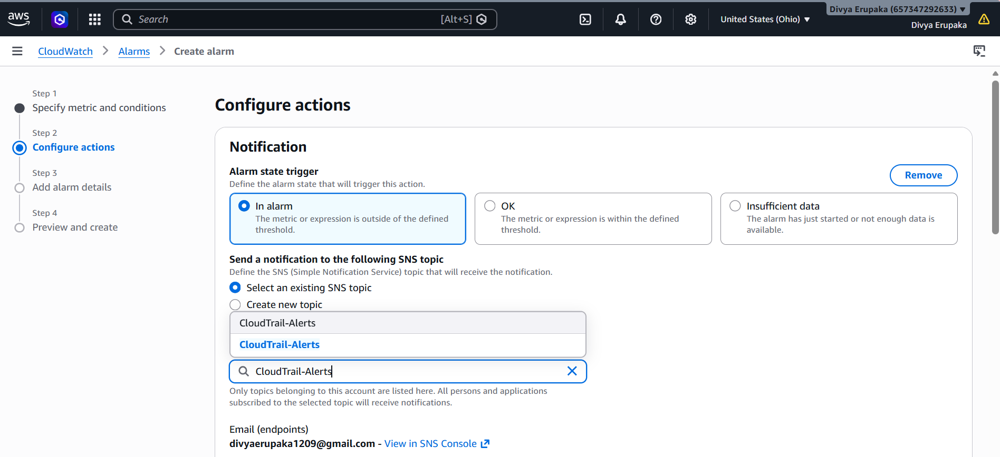 aws
Search
[Alt+S]
United States (Ohio)
Divya Erupaka (657347292633)
Divya Erupaka
CloudWatch
Alarms
Create alarm
Step 1
Specify metric and conditions
Step 2
Configure actions
Step 3
Add alarm details
Step 4
Preview and create
Configure actions
Notification
Alarm state trigger
Define the alarm state that will trigger this action.
Remove
In alarm
The metric or expression is outside of the defined
threshold.
OK
The metric or expression is within the defined
threshold.
Insufficient data
The alarm has just started or not enough data is
available.
Send a notification to the following SNS topic
Define the SNS (Simple Notification Service) topic that will receive the notification.
Select an existing SNS topic
Create new topic
CloudTrail-Alerts
CloudTrail-Alerts
CloudTrail-Alerts
Only topics belonging to this account are listed here. All persons and applications
subscribed to the selected topic will receive notifications.
Email (endpoints)
divyaerupaka1209@gmail.com - View in SNS Console